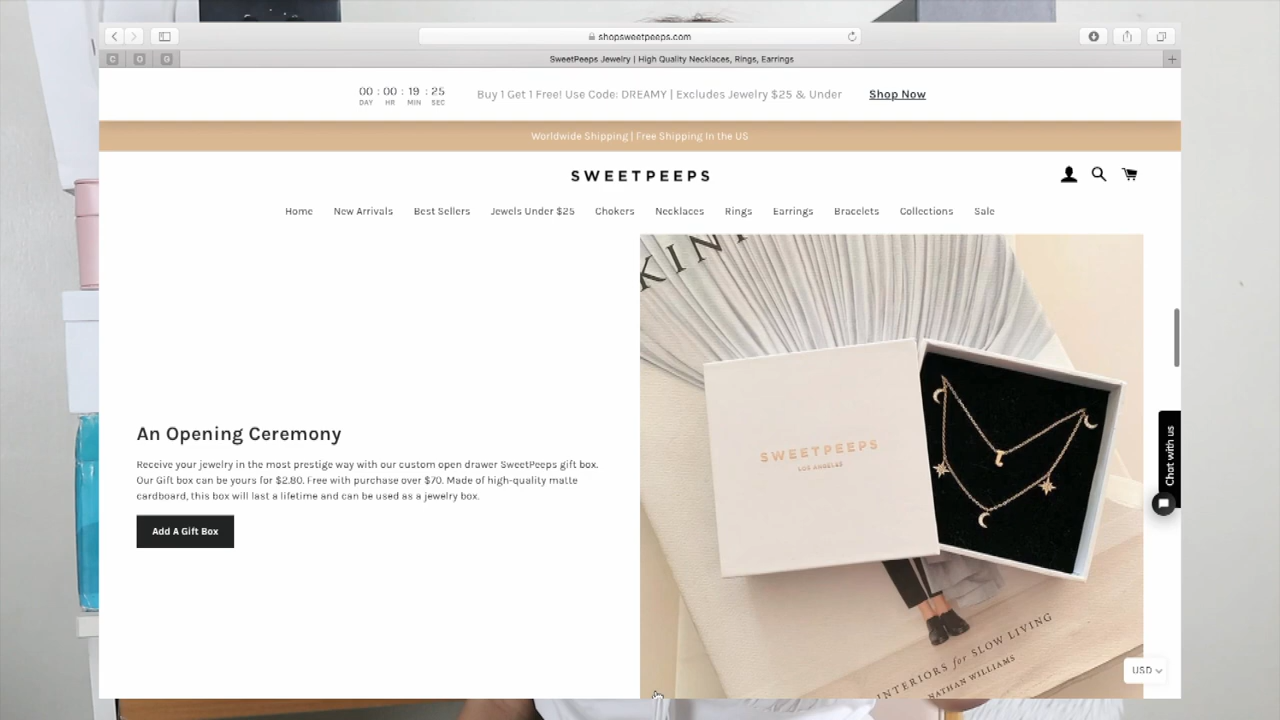 shopsweetpeeps.com
C O G SweetPeeps Jewelry | High Quality Necklaces, Rings, Earrings
00 : 00 : 19 : 25
DAY HR MIN SEC
Buy 1 Get 1 Free! Use Code: DREAMY | Excludes Jewelry $25 & Under Shop Now
Worldwide Shipping | Free Shipping In the US
SWEETPEEPS
Home New Arrivals Best Sellers Jewels Under $25 Chokers Necklaces Rings Earrings Bracelets Collections Sale
An Opening Ceremony
Receive your jewelry in the most prestige way with our custom open drawer SweetPeeps gift box.
Our Gift box can be yours for $2.80. Free with purchase over $70. Made of high-quality matte
cardboard, this box will last a lifetime and can be used as a jewelry box.
Add A Gift Box
KIN
SWEETPEEPS
LOS ANGELES
INTERIORS for SLOW LIVING
NATHAN WILLIAMS
Chat with us
USD